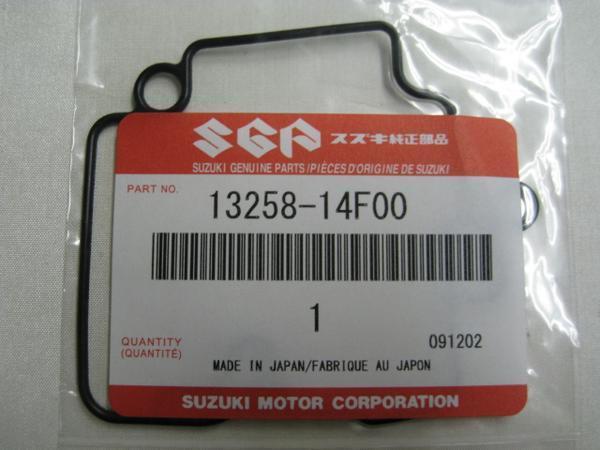 SGP スズキ純正部品
SUZUKI GENUINE PARTS/PIÈCES D'ORIGINE DE SUZUKI
PART NO. 13258-14F00
1
QUANTITY
(QUANTITÉ)
091202
MADE IN JAPAN/FABRIQUE AU JAPON
SUZUKI MOTOR CORPORATION